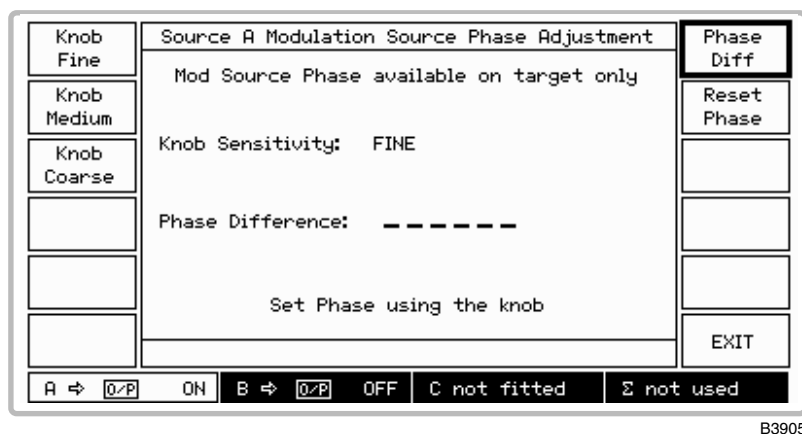 Knob
Fine
Knob
Medium
Knob
Coarse
Source A Modulation Source Phase Adjustment
Mod Source Phase available on target only
Knob Sensitivity: FINE
Phase Difference: _ _ _ _ _ _
Set Phase using the knob
Phase
Diff
Reset
Phase
EXIT
A ⇨ O/P ON
B ⇨ O/P OFF
C not fitted
Σ not used
B3905